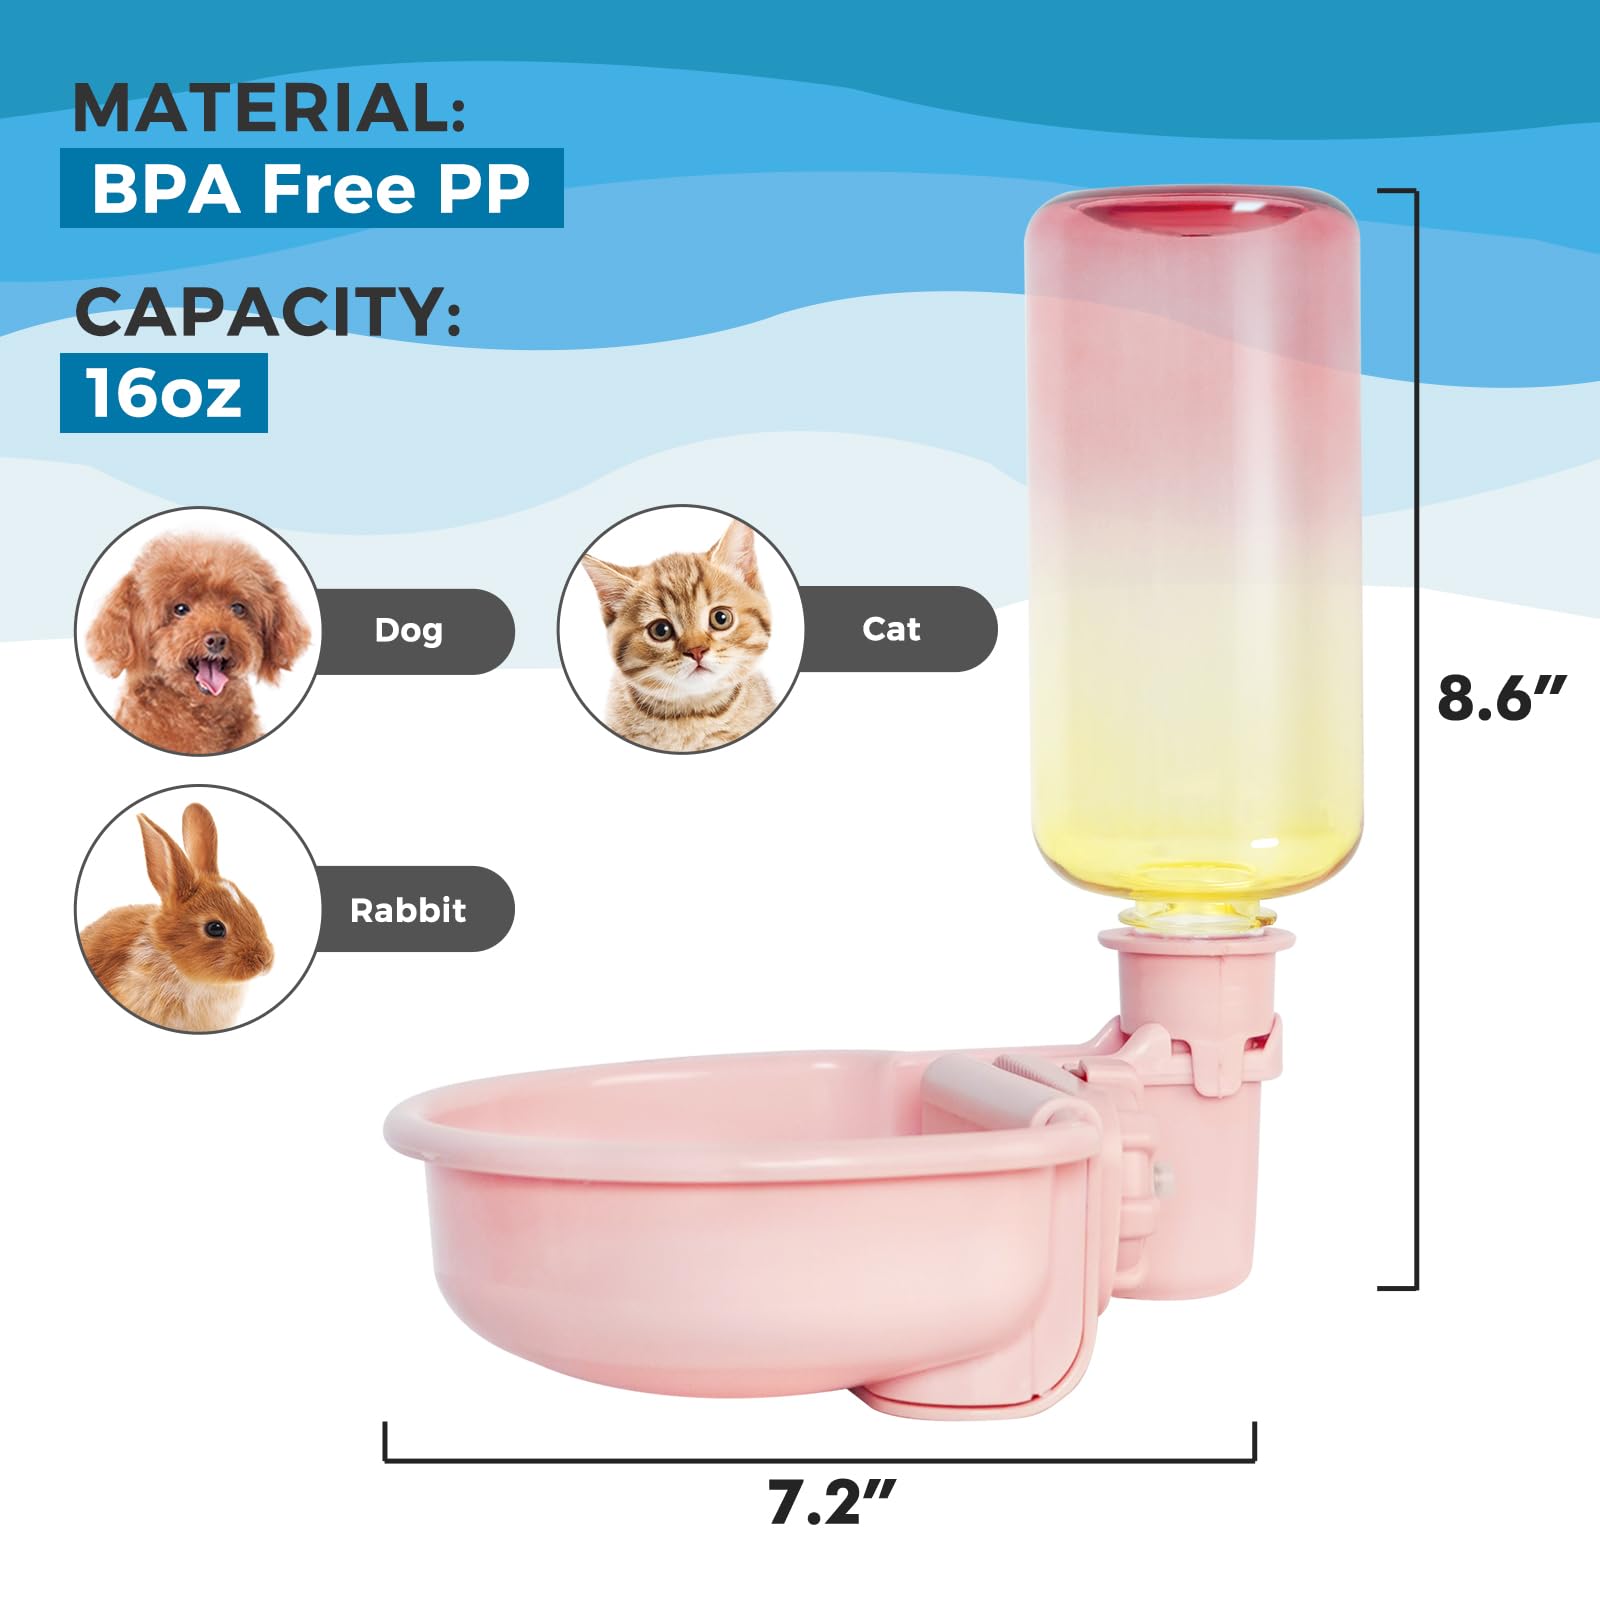 MATERIAL:
BPA Free PP
CAPACITY:
16oz
Dog
Cat
Rabbit
8.6”
7.2”